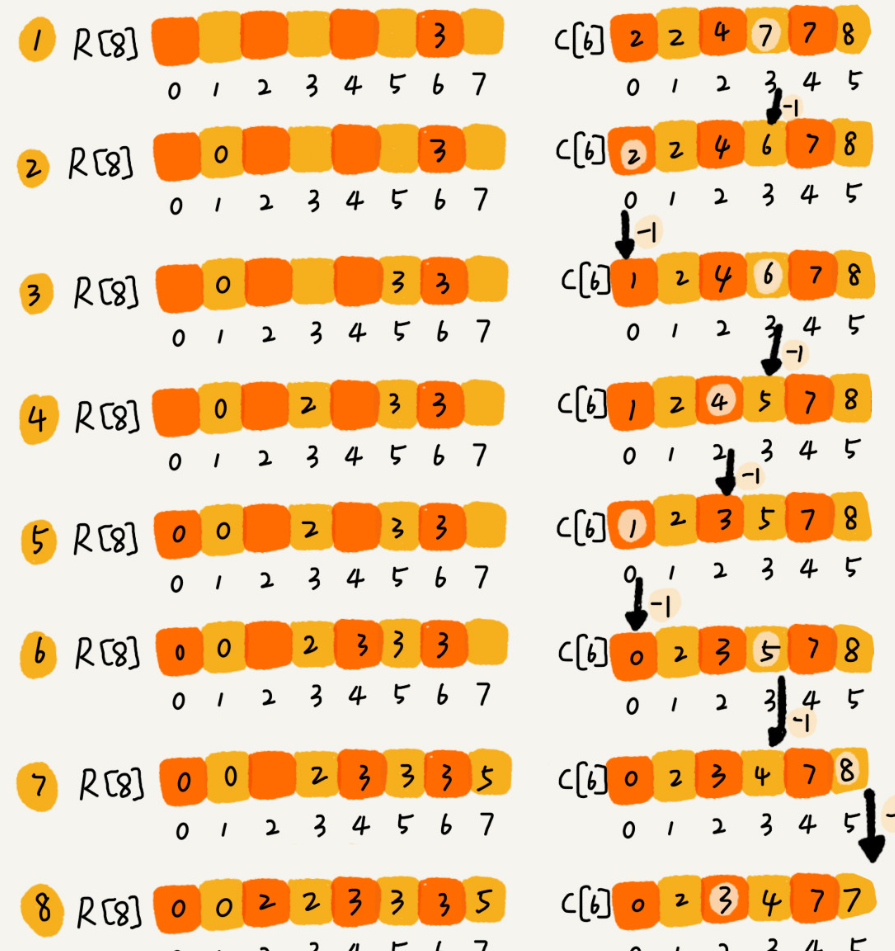 1 R[8] 3 C[6] 2 2 4 7 7 8
0 1 2 3 4 5 6 7 0 1 2 3 4 5
-1
2 R[8] 0 3 C[6] 2 2 4 6 7 8
0 1 2 3 4 5 6 7 0 1 2 3 4 5
-1
3 R[8] 0 3 3 C[6] 1 2 4 6 7 8
0 1 2 3 4 5 6 7 0 1 2 3 4 5
-1
4 R[8] 0 2 3 3 C[6] 1 2 4 5 7 8
0 1 2 3 4 5 6 7 0 1 2 3 4 5
-1
5 R[8] 0 0 2 3 3 C[6] 1 2 3 5 7 8
0 1 2 3 4 5 6 7 0 1 2 3 4 5
-1
6 R[8] 0 0 2 3 3 3 C[6] 0 2 3 5 7 8
0 1 2 3 4 5 6 7 0 1 2 3 4 5
-1
7 R[8] 0 0 2 3 3 3 5 C[6] 0 2 3 4 7 8
0 1 2 3 4 5 6 7 0 1 2 3 4 5
8 R[8] 0 0 2 2 3 3 3 5 C[6] 0 2 3 4 7 7